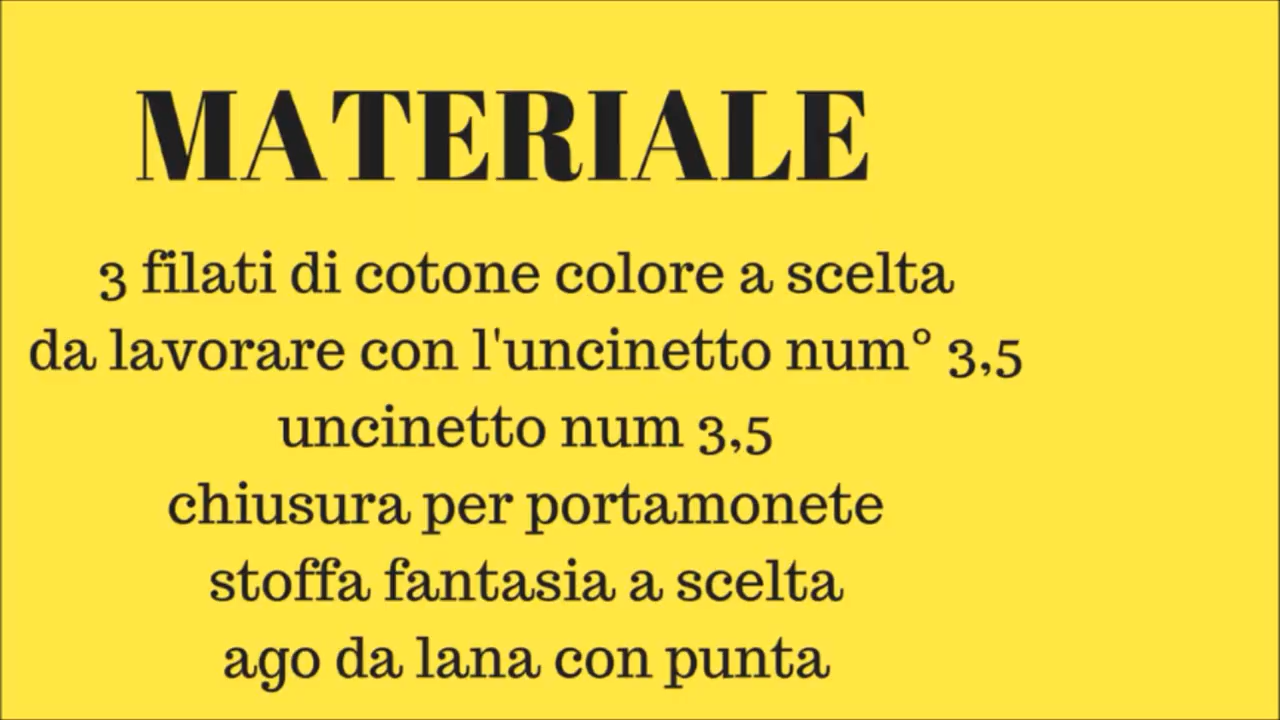 MATERIALE
3 filati di cotone colore a scelta
da lavorare con l'uncinetto num° 3,5
uncinetto num 3,5
chiusura per portamonete
stoffa fantasia a scelta
ago da lana con punta